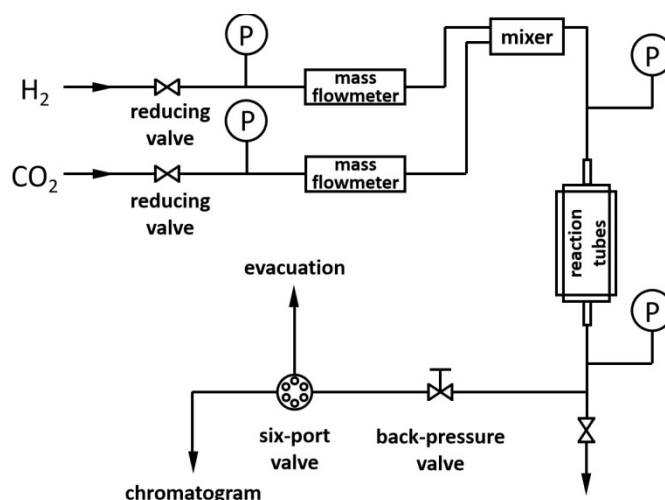 P
H₂
mass
flowmeter
reducing
valve
mixer
P
P
CO₂
mass
flowmeter
reducing
valve
reaction
tubes
evacuation
P
six-port
valve
back-pressure
valve
chromatogram